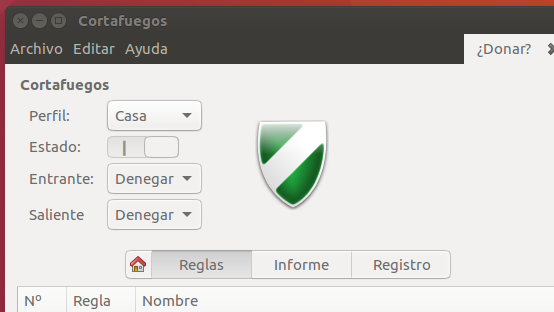 Cortafuegos
Archivo Editar Ayuda
¿Donar?
Cortafuegos
Perfil: Casa
Estado:
Entrante: Denegar
Saliente Denegar
Reglas Informe Registro
Nº Regla Nombre